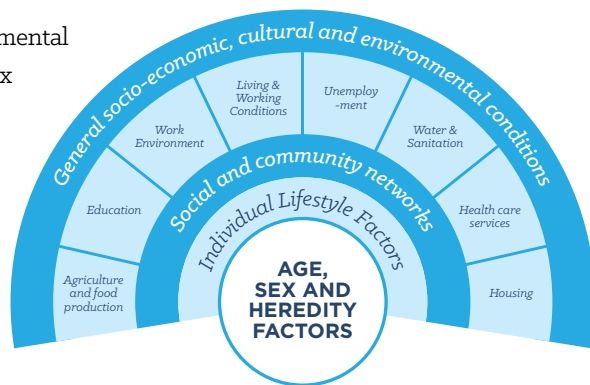 mental
x
General socio-economic, cultural and environmental conditions
Agriculture
and food
production
Education
Work
Environment
Living &
Working
Conditions
Unemploy
-ment
Water &
Sanitation
Health care
services
Housing
Social and community networks
Individual Lifestyle Factors
AGE,
SEX AND
HEREDITY
FACTORS